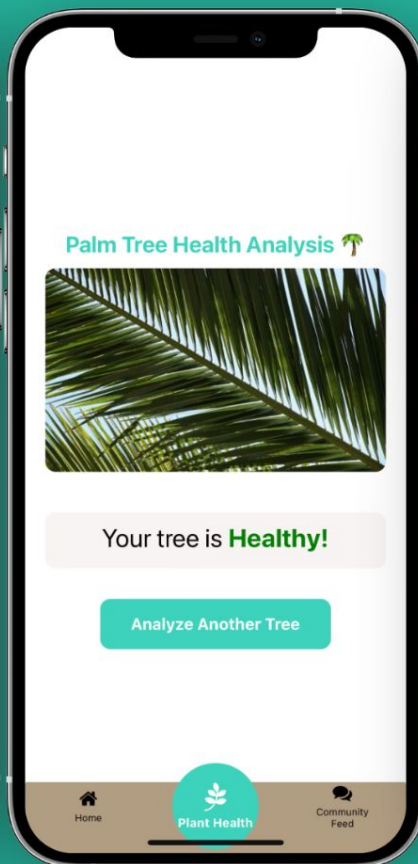 Palm Tree Health Analysis 🌴
Your tree is Healthy!
Analyze Another Tree
Home
Plant Health
Community
Feed